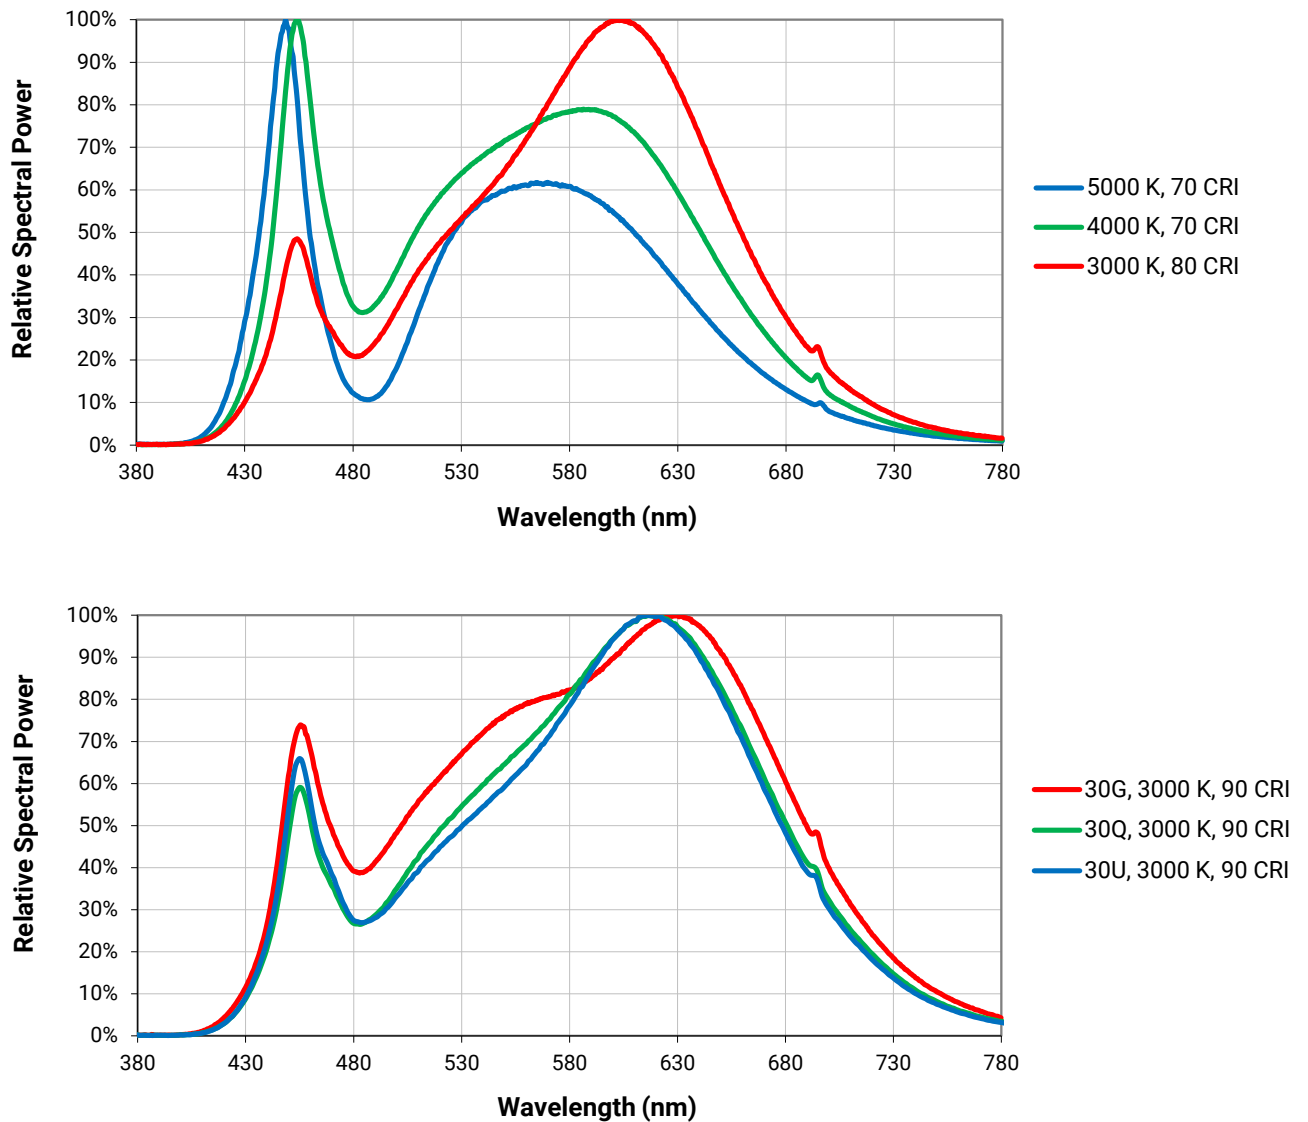 Relative Spectral Power
100%
90%
80%
70%
60%
50%
40%
30%
20%
10%
0%
380 430 480 530 580 630 680 730 780
Wavelength (nm)
5000 K, 70 CRI
4000 K, 70 CRI
3000 K, 80 CRI
Relative Spectral Power
100%
90%
80%
70%
60%
50%
40%
30%
20%
10%
0%
380 430 480 530 580 630 680 730 780
Wavelength (nm)
30G, 3000 K, 90 CRI
30Q, 3000 K, 90 CRI
30U, 3000 K, 90 CRI